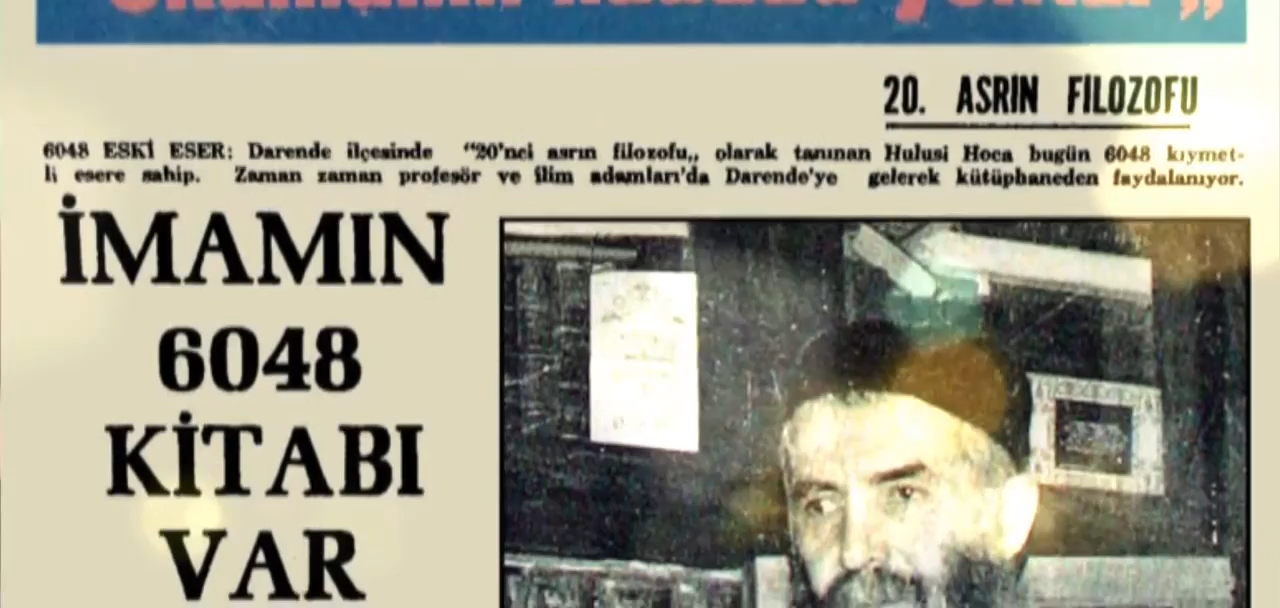 20. ASRIN FİLOZOFU
6048 ESKİ ESER: Darende ilçesinde "20'nci asrın filozofu,, olarak tanınan Hulusi Hoca bugün 6048 kıymet-
li esere sahip. Zaman zaman profesör ve ilim adamları'da Darende'ye gelerek kütüphaneden faydalanıyor.
İMAMIN
6048
KİTABI
VAR